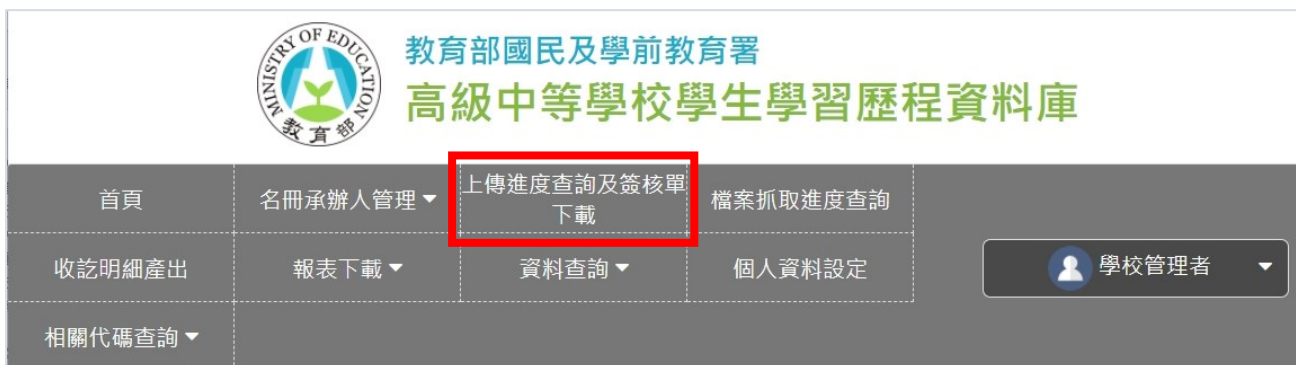 MINISTRY OF EDUCATION
教育部
教育部國民及學前教育署
高級中等學校學生學習歷程資料庫
首頁
名冊承辦人管理
上傳進度查詢及簽核單
下載
檔案抓取進度查詢
收訖明細產出
報表下載
資料查詢
個人資料設定
學校管理者
相關代碼查詢